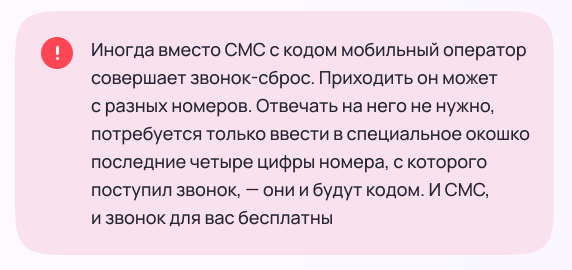 Иногда вместо СМС с кодом мобильный оператор
совершает звонок-сброс. Приходить он может
с разных номеров. Отвечать на него не нужно,
потребуется только ввести в специальное окошко
последние четыре цифры номера, с которого
поступил звонок, — они и будут кодом. И СМС,
и звонок для вас бесплатны